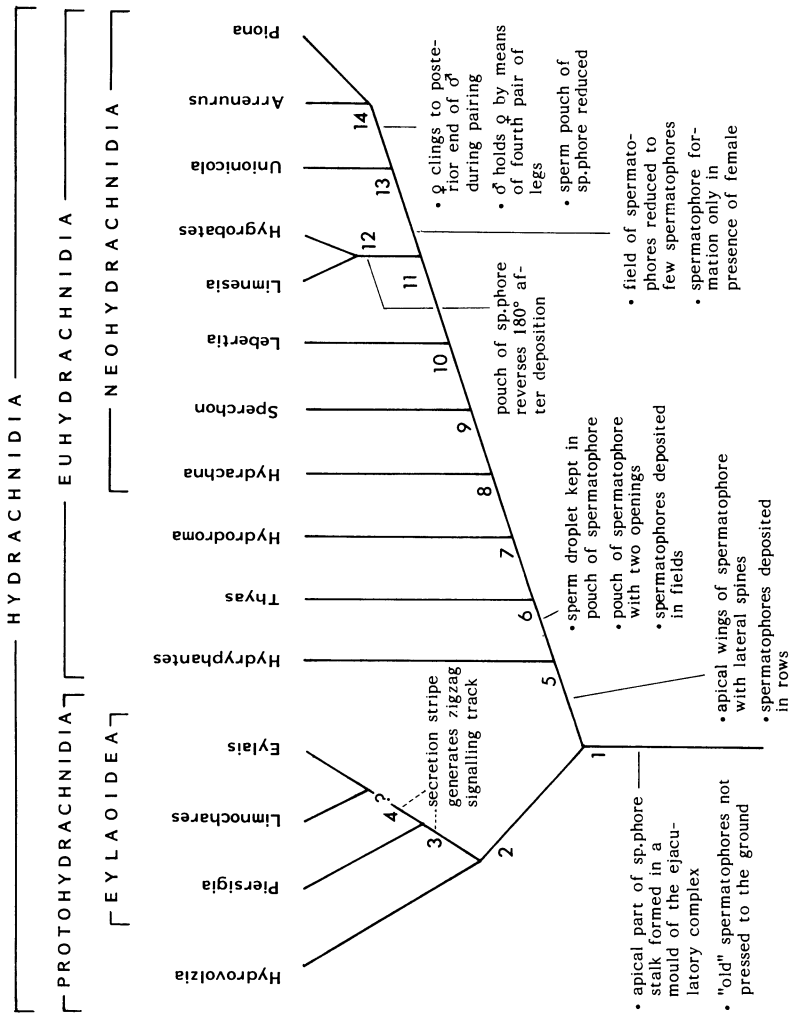 HYDRACHNIDIA
PROTOHYDRACHNIDIA
EUHYDRACHNIDIA
EYLAOIDEA
NEOHYDRACHNIDIA
Hydrovolzia
Piersigia
Limnochares
Eylais
Hydryphantes
Thyas
Hydrodroma
Hydrachna
Sperchon
Lebertia
Limnesia
Hygrobates
Unionicola
Arrenurus
Piona
1
2
3
4
?
5
6
7
8
9
10
11
12
13
14
secretion stripe
generates zigzag
signalling track
• apical part of sp.phore
stalk formed in a
mould of the ejacu-
latory complex
• "old" spermatophores not
pressed to the ground
• apical wings of spermatophore
with lateral spines
• spermatophores deposited
in rows
• sperm droplet kept in
pouch of spermatophore
• pouch of spermatophore
with two openings
• spermatophores deposited
in fields
pouch of sp.phore
reverses 180° af-
ter deposition
• field of spermato-
phores reduced to
few spermatophores
• spermatophore for-
mation only in
presence of female
• ♀ clings to poste-
rior end of ♂
during pairing
• ♂ holds ♀ by means
of fourth pair of
legs
• sperm pouch of
sp.phore reduced